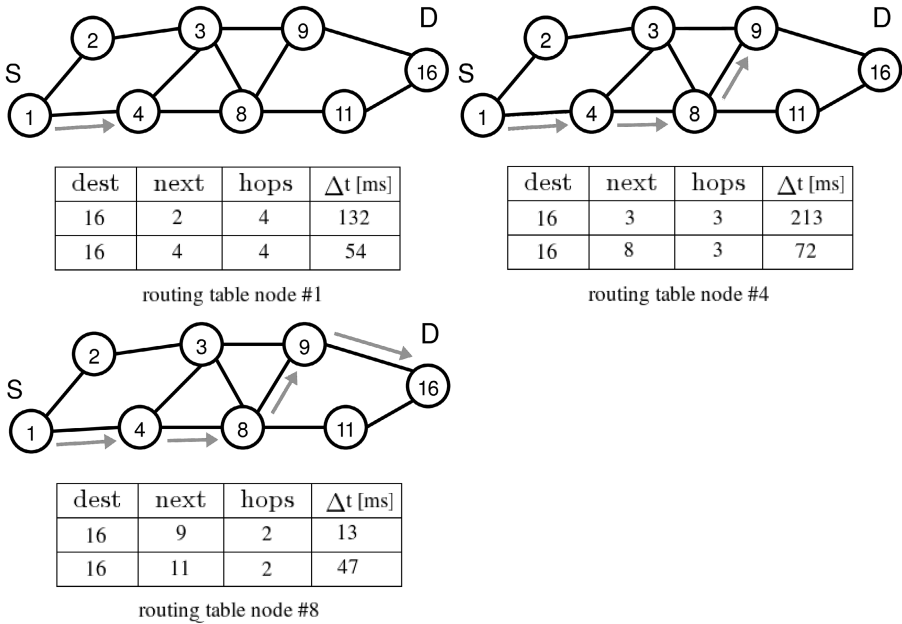 D
2 3 9
S 16
1 4 8 11
dest next hops Δt [ms]
16 2 4 132
16 4 4 54
routing table node #1
D
2 3 9
S 16
1 4 8 11
dest next hops Δt [ms]
16 3 3 213
16 8 3 72
routing table node #4
D
2 3 9
S 16
1 4 8 11
dest next hops Δt [ms]
16 9 2 13
16 11 2 47
routing table node #8